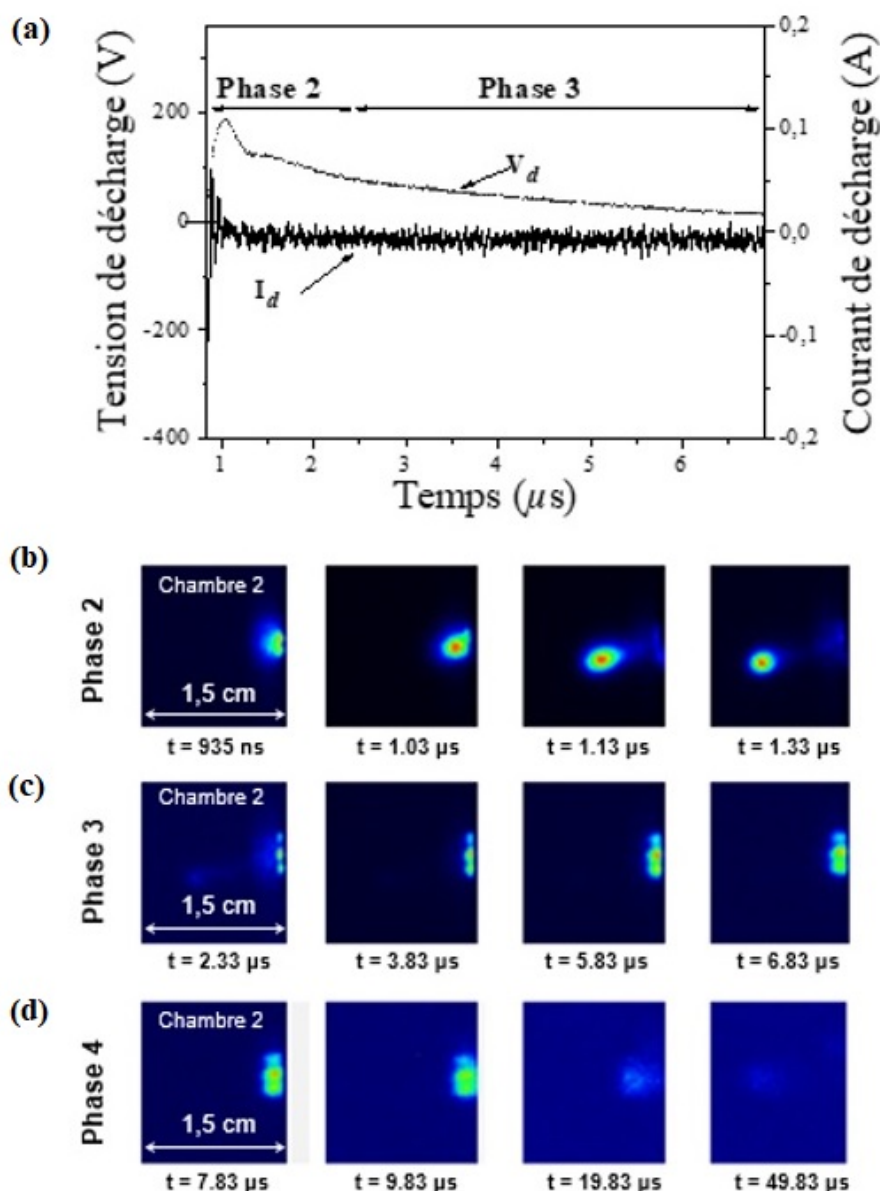 (a)
Tension de décharge (V)
Courant de décharge (A)
Phase 2
Phase 3
200
0
-200
-400
0,2
0,1
0,0
-0,1
-0,2
V_d
I_d
1
2
3
4
5
6
Temps (µs)
(b)
Phase 2
Chambre 2
1,5 cm
t = 935 ns
t = 1.03 µs
t = 1.13 µs
t = 1.33 µs
(c)
Phase 3
Chambre 2
1,5 cm
t = 2.33 µs
t = 3.83 µs
t = 5.83 µs
t = 6.83 µs
(d)
Phase 4
Chambre 2
1,5 cm
t = 7.83 µs
t = 9.83 µs
t = 19.83 µs
t = 49.83 µs